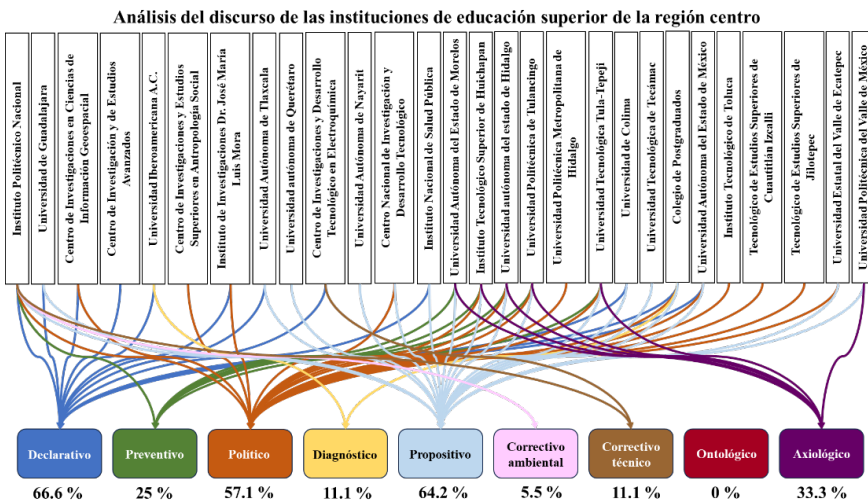 Análisis del discurso de las instituciones de educación superior de la región centro
Instituto Politécnico Nacional
Universidad de Guadalajara
Centro de Investigaciones en Ciencias de
Información Geoespacial
Centro de Investigación y de Estudios
Avanzados
Universidad Iberoamericana A.C.
Centro de Investigaciones y Estudios
Superiores en Antropología Social
Instituto de Investigaciones Dr. José María
Luis Mora
Universidad Autónoma de Tlaxcala
Universidad autónoma de Querétaro
Centro de Investigaciones y Desarrollo
Tecnológico en Electroquímica
Universidad Autónoma de Nayarit
Centro Nacional de Investigación y
Desarrollo Tecnológico
Instituto Nacional de Salud Pública
Universidad Autónoma del Estado de Morelos
Instituto Tecnológico Superior de Huichapan
Universidad autónoma del estado de Hidalgo
Universidad Politécnica de Tulancingo
Universidad Politécnica Metropolitana de
Hidalgo
Universidad Tecnológica Tula-Tepeji
Universidad de Colima
Universidad Tecnológica de Tecámac
Colegio de Postgraduados
Universidad Autónoma del Estado de México
Instituto Tecnológico de Toluca
Tecnológico de Estudios Superiores de
Cuautitlán Izcalli
Tecnológico de Estudios Superiores de
Jilotepec
Universidad Estatal del Valle de Ecatepec
Universidad Politécnica del Valle de México
Declarativo
Preventivo
Político
Diagnóstico
Propositivo
Correctivo
ambiental
Correctivo
técnico
Ontológico
Axiológico
66.6 %
25 %
57.1 %
11.1 %
64.2 %
5.5 %
11.1 %
0 %
33.3 %